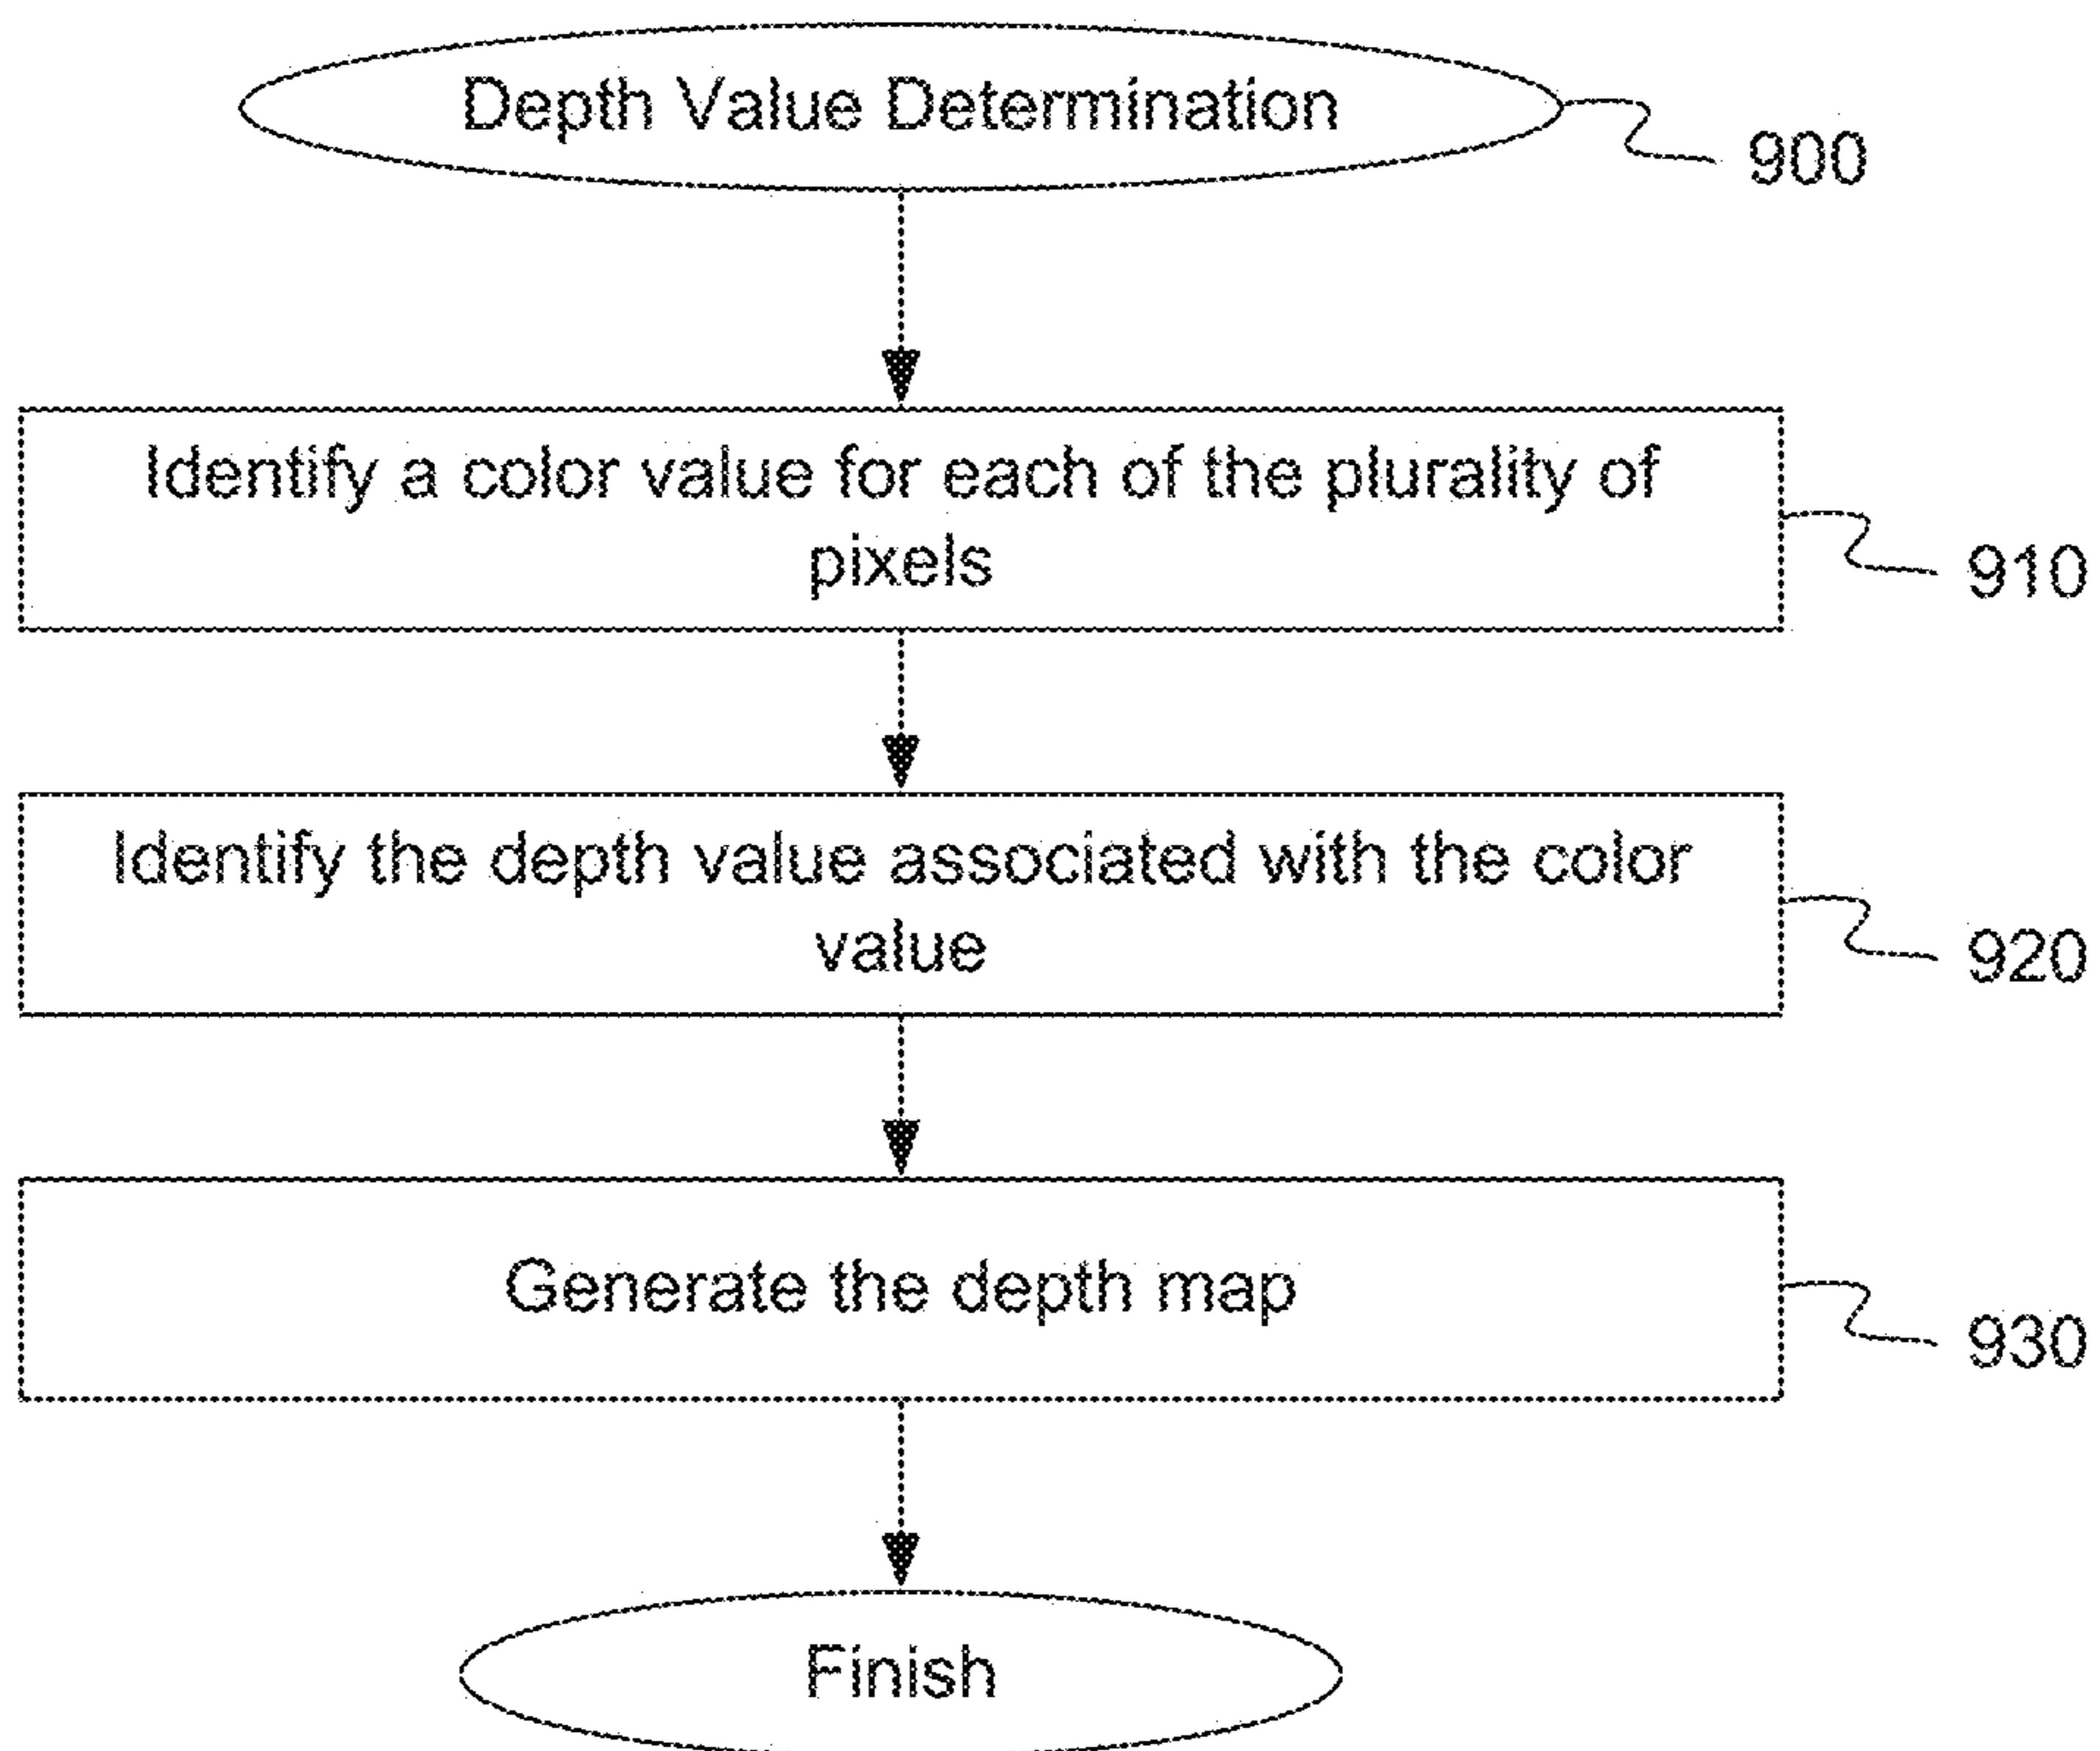 Depth Value Determination
900
Identify a color value for each of the plurality of
pixels
910
Identify the depth value associated with the color
value
920
Generate the depth map
930
Finish